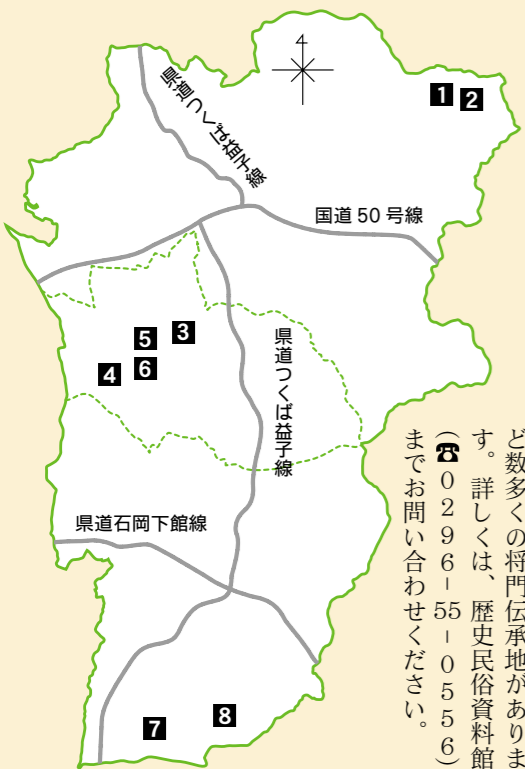 4
1
2
県道つくば益子線
国道50号線
5
3
4
6
県道つくば益子線
県道石岡下館線
7
8
ど数多くの将門伝承地がありま
す。詳しくは、歴史民俗資料館
(☎0296-55-0556)
までお問い合わせください。